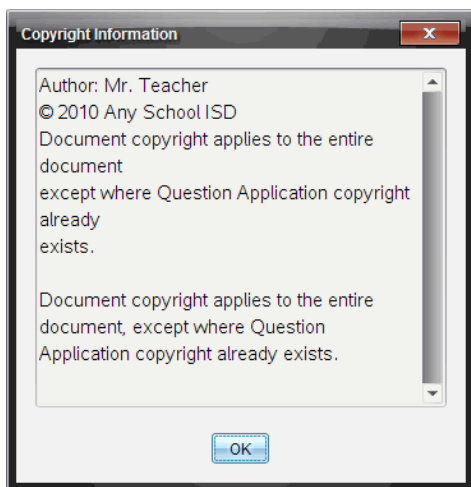 Copyright Information
Author: Mr. Teacher
© 2010 Any School ISD
Document copyright applies to the entire
document
except where Question Application copyright
already
exists.
Document copyright applies to the entire
document, except where Question
Application copyright already exists.
OK